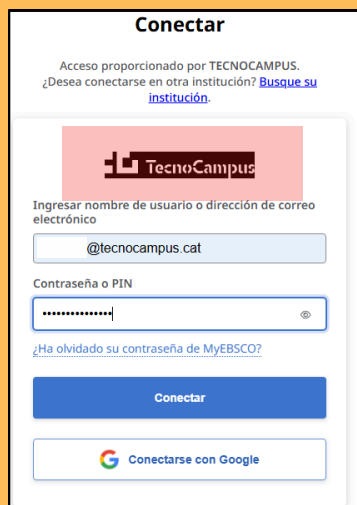 Conectar
Acceso proporcionado por TECNOCAMPUS.
¿Desea conectarse en otra institución? Busque su
institución.
TecnoCampus
Ingresar nombre de usuario o dirección de correo
electrónico
@tecnocampus.cat
Contraseña o PIN
•••••••••••••••
¿Ha olvidado su contraseña de MyEBSCO?
Conectar
Conectarse con Google